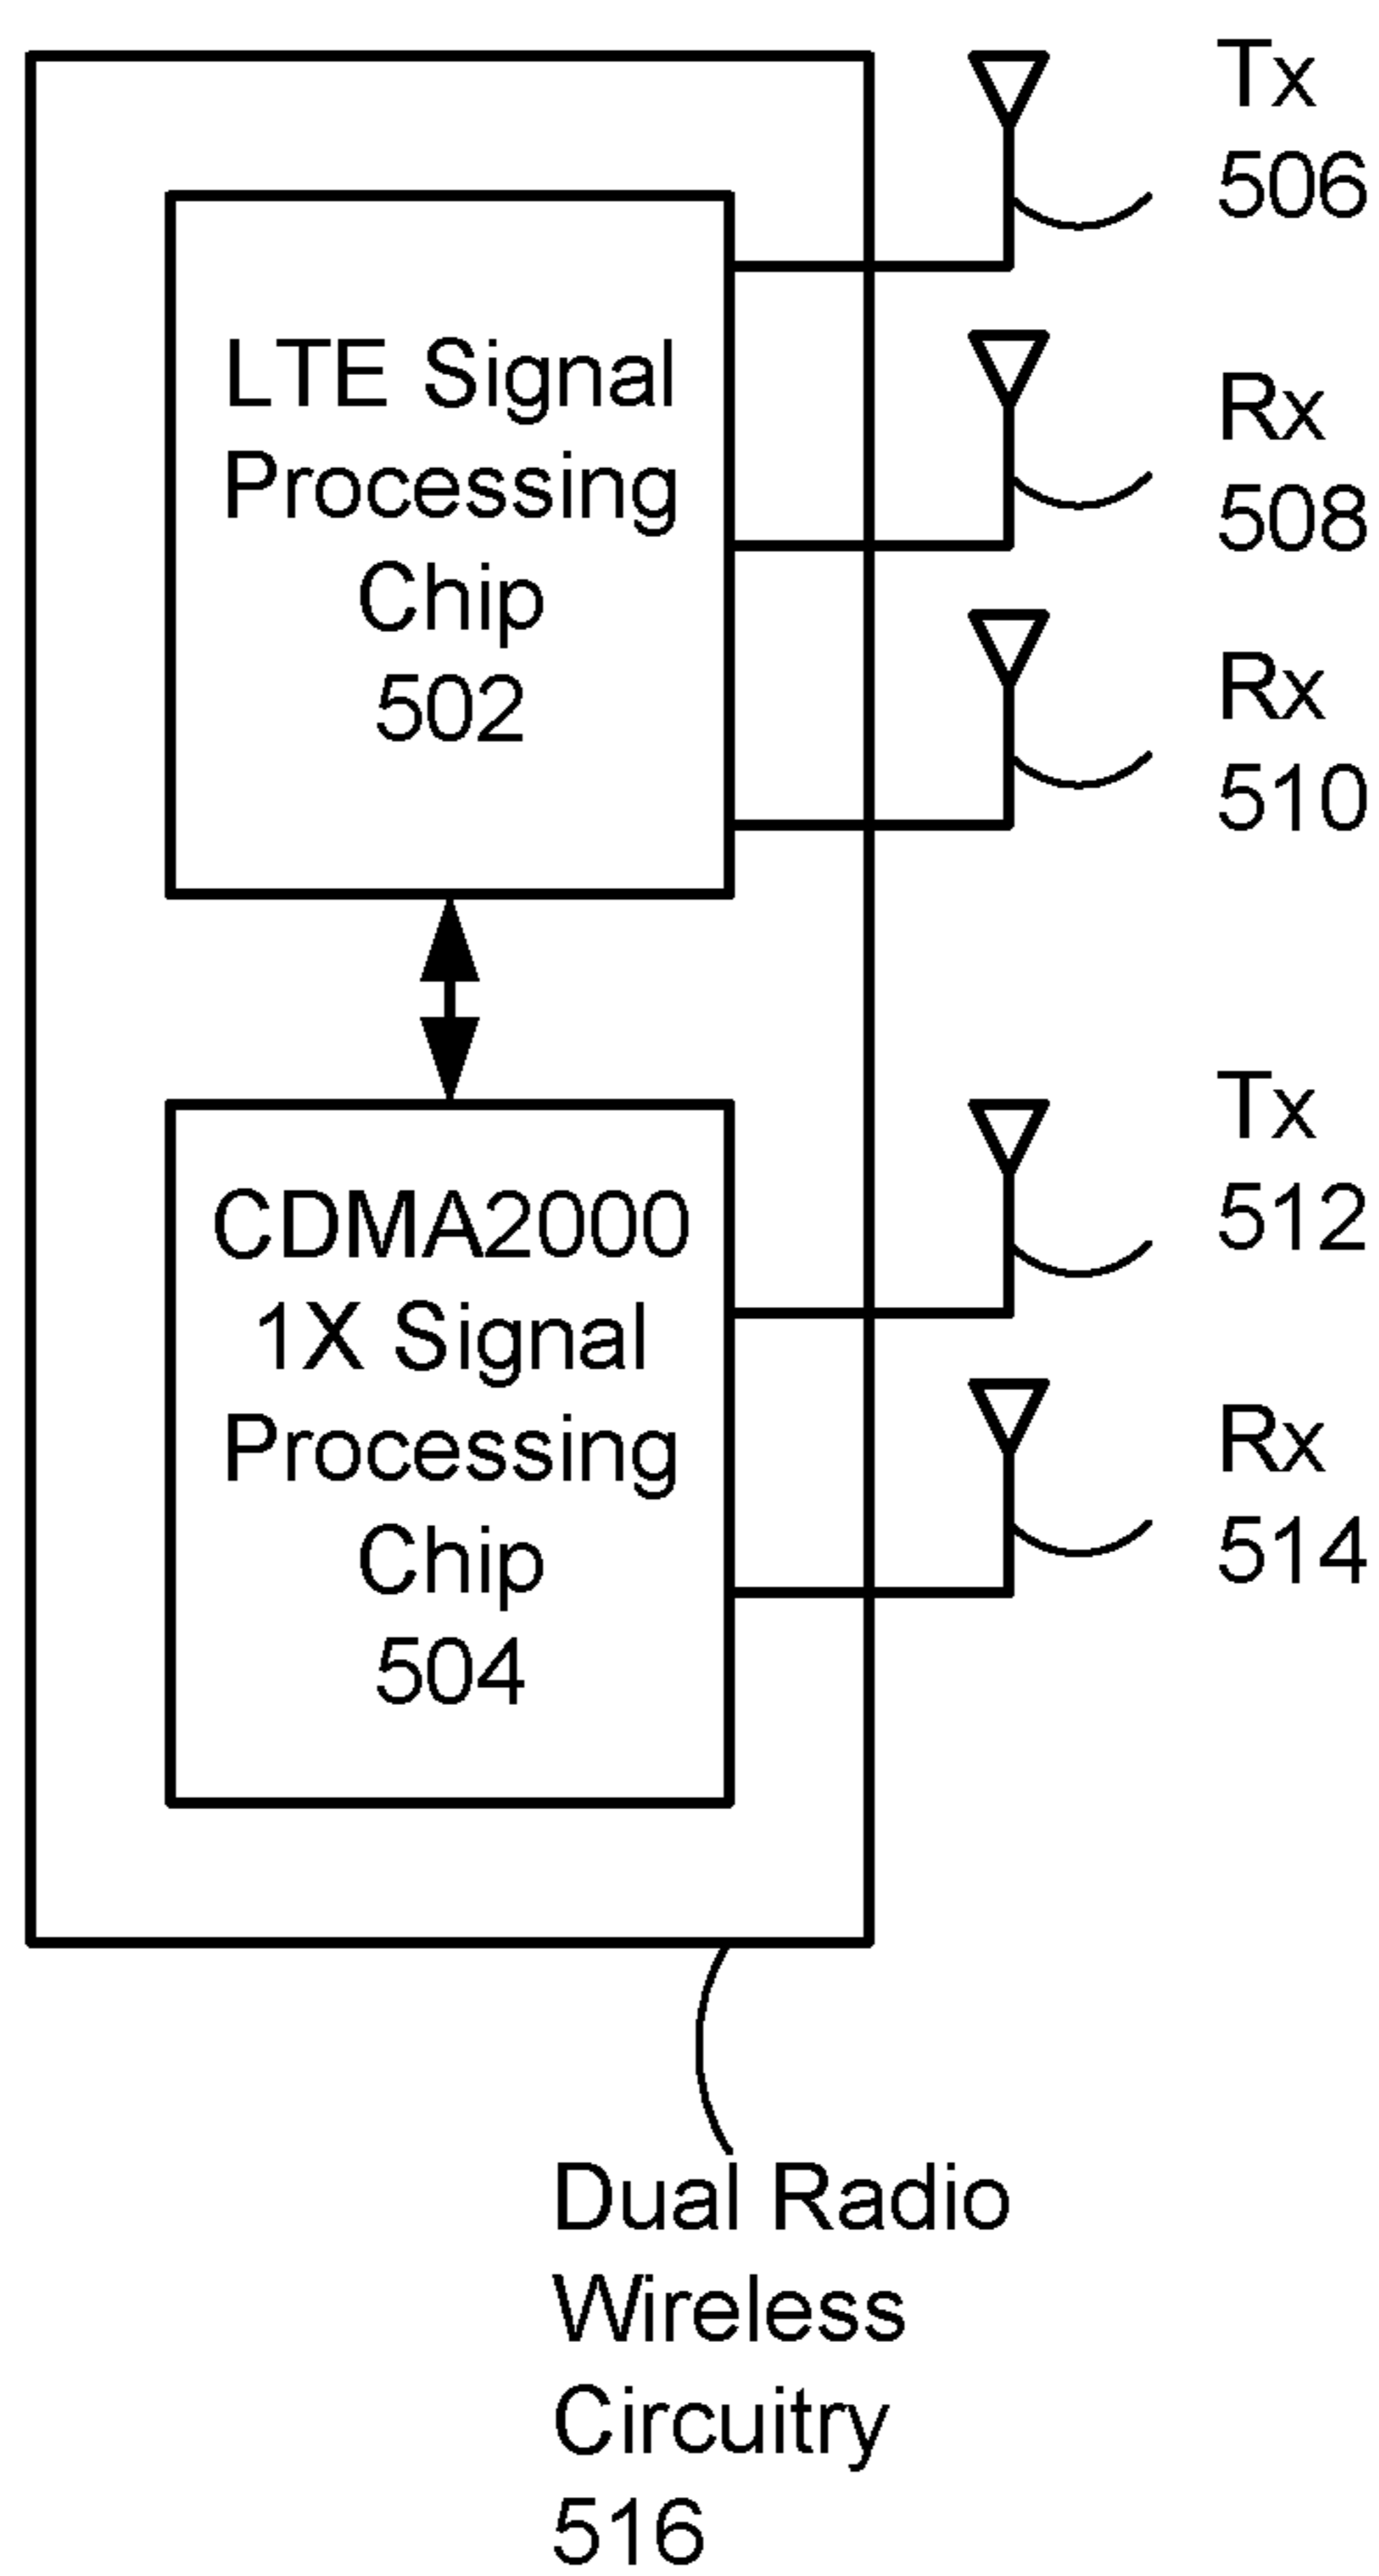 Tx
506
LTE Signal
Processing
Chip
502
Rx
508
Rx
510
CDMA2000
1X Signal
Processing
Chip
504
Tx
512
Rx
514
Dual Radio
Wireless
Circuitry
516